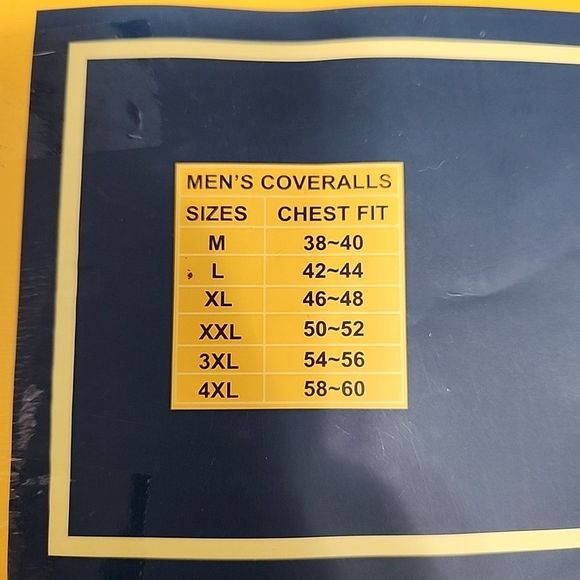 MEN'S COVERALLS
SIZES CHEST FIT
M 38~40
L 42~44
XL 46~48
XXL 50~52
3XL 54~56
4XL 58~60